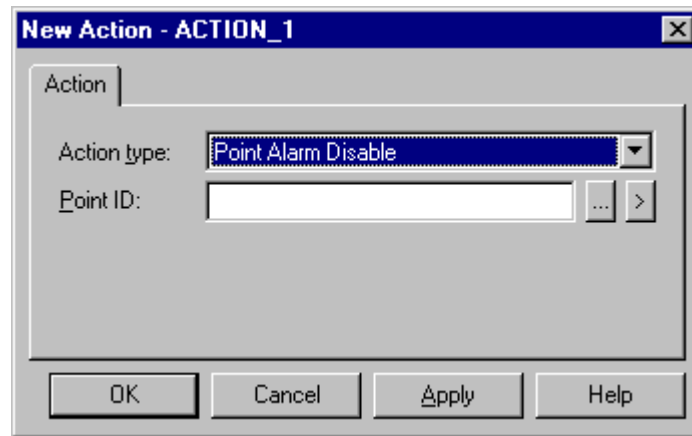 New Action - ACTION_1
Action
Action type: Point Alarm Disable
Point ID: ... >
OK Cancel Apply Help